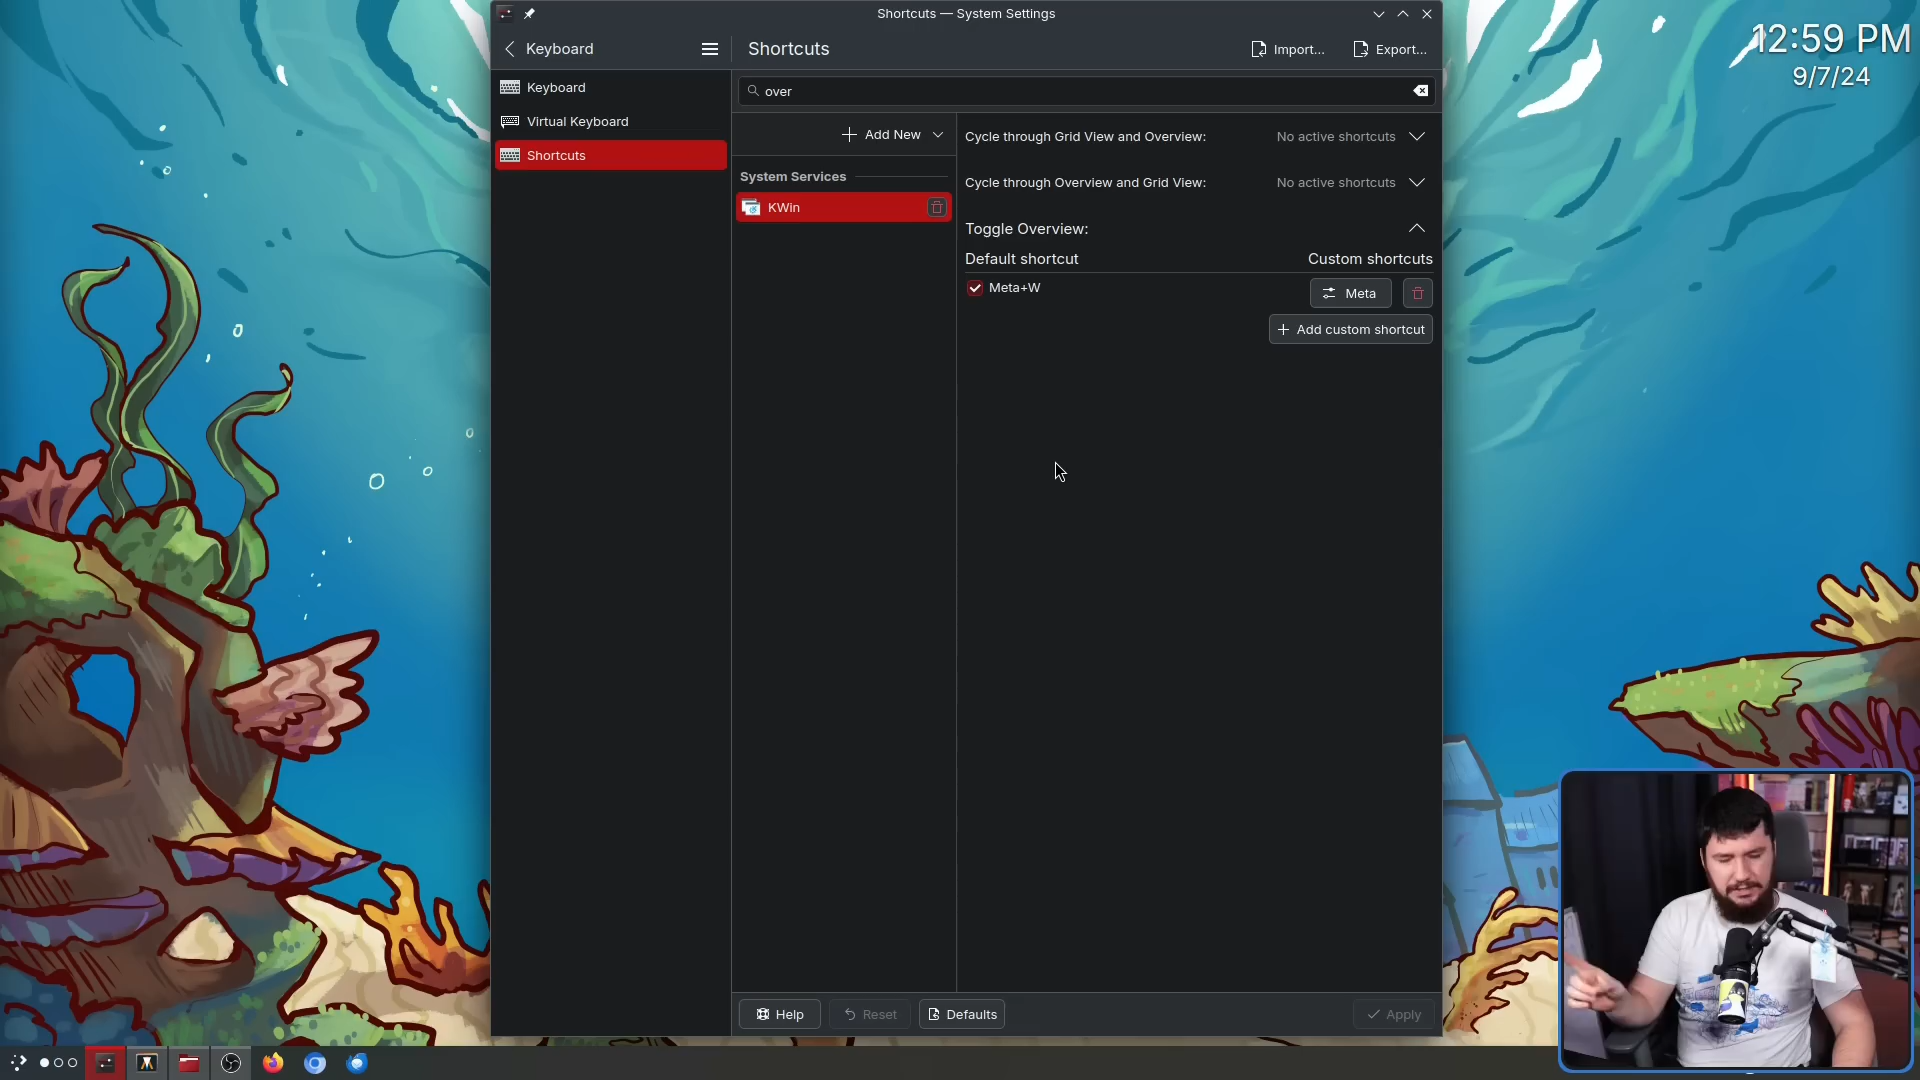 Shortcuts — System Settings
Keyboard
Shortcuts
Import...
Export...
12:59 PM
9/7/24
Keyboard
Virtual Keyboard
Shortcuts
over
Add New
System Services
KWin
Cycle through Grid View and Overview:
No active shortcuts
Cycle through Overview and Grid View:
No active shortcuts
Toggle Overview:
Default shortcut
Custom shortcuts
Meta+W
Meta
Add custom shortcut
Help
Reset
Defaults
Apply